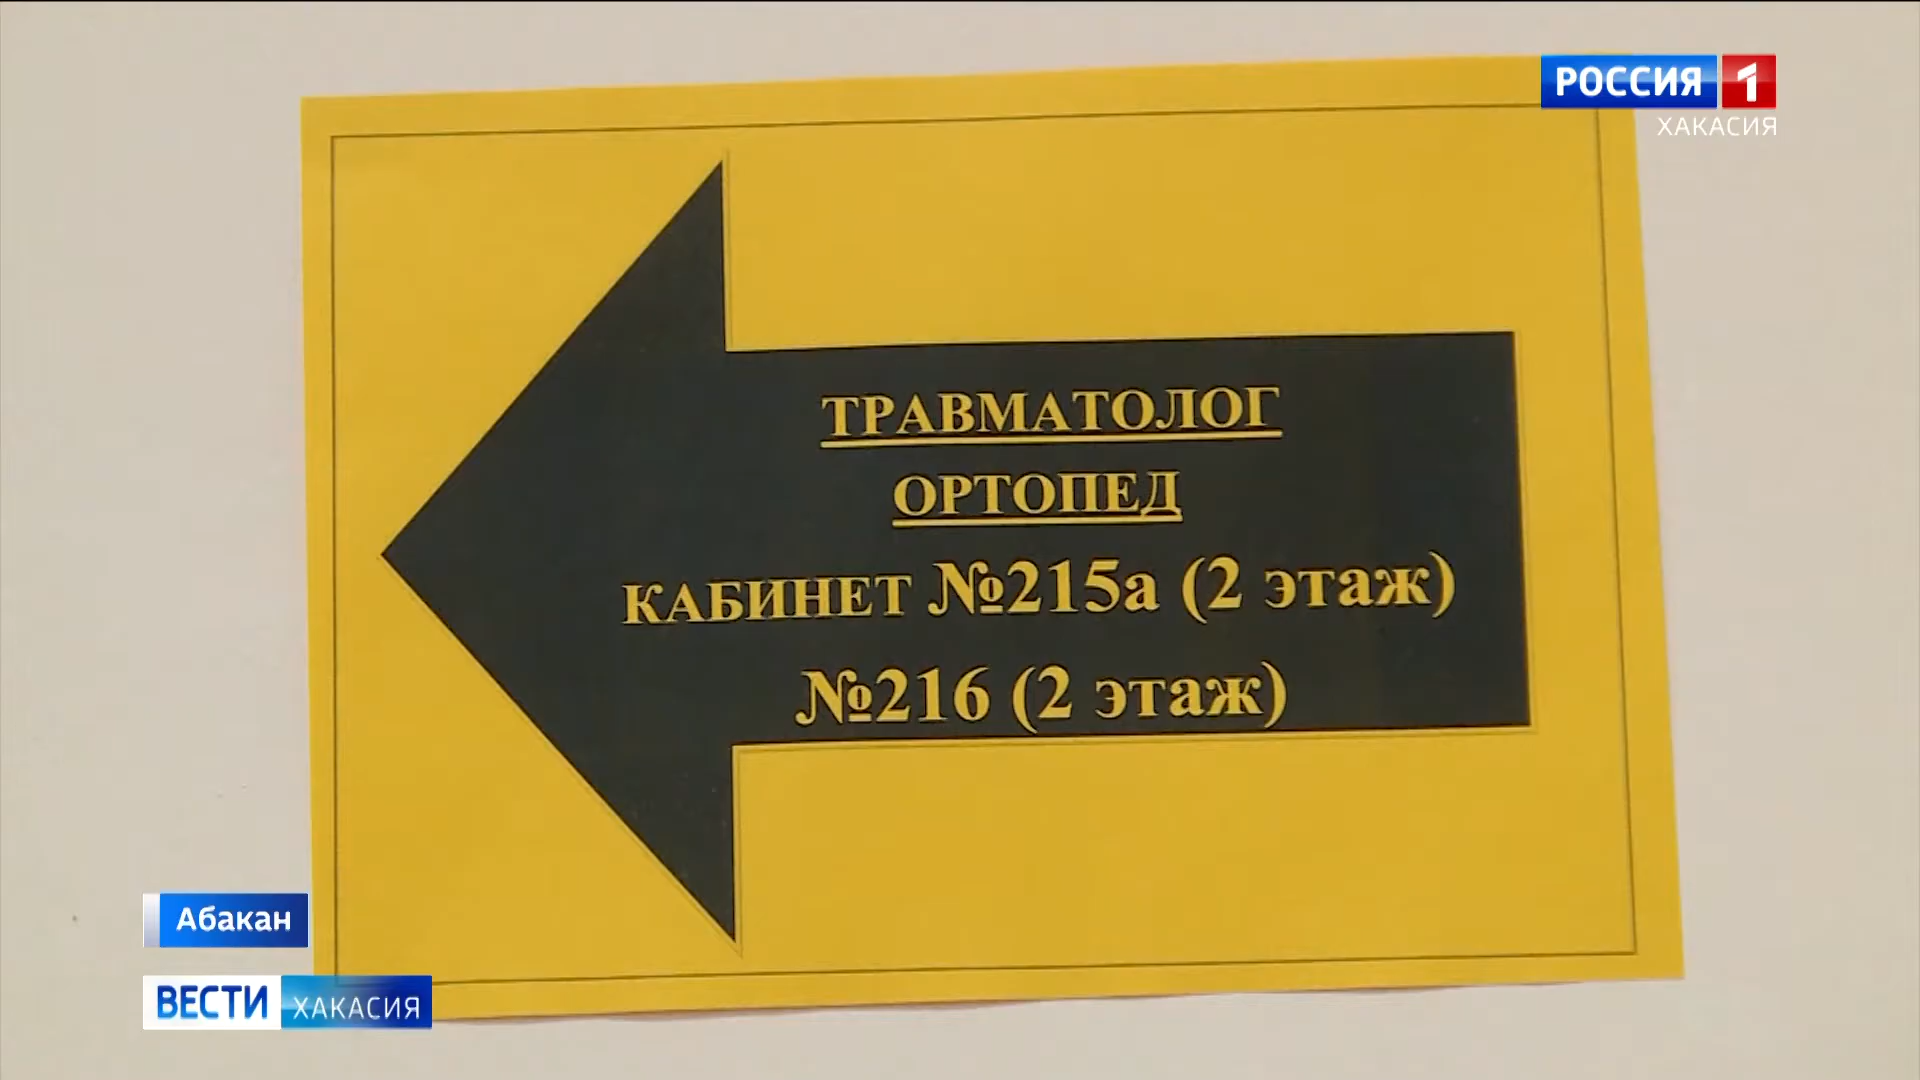 РОССИЯ 1
ХАКАСИЯ
ТРАВМАТОЛОГ
ОРТОПЕД
КАБИНЕТ №215а (2 этаж)
№216 (2 этаж)
Абакан
ВЕСТИ ХАКАСИЯ